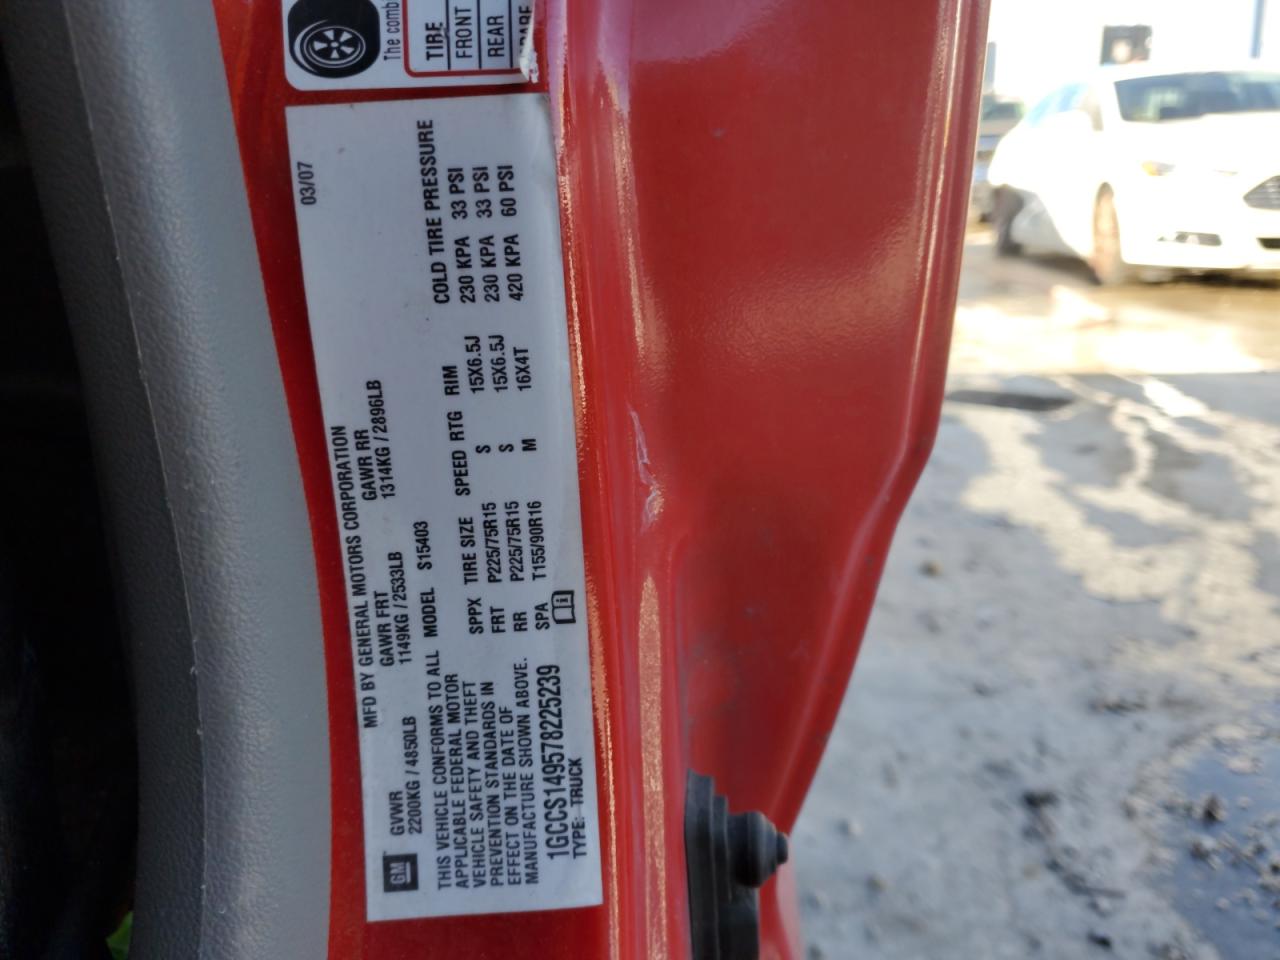 The comb
TIRE
FRONT
REAR
SPARE
03/07
MFD BY GENERAL MOTORS CORPORATION
GVWR GAWR FRT GAWR RR
2200KG / 4850LB 1149KG / 2533LB 1314KG / 2896LB
GM
THIS VEHICLE CONFORMS TO ALL
APPLICABLE FEDERAL MOTOR
VEHICLE SAFETY AND THEFT
PREVENTION STANDARDS IN
EFFECT ON THE DATE OF
MANUFACTURE SHOWN ABOVE.
MODEL S15403
COLD TIRE PRESSURE
SPPX TIRE SIZE SPEED RTG RIM
FRT P225/75R15 S 15X6.5J 230 KPA 33 PSI
RR P225/75R15 S 15X6.5J 230 KPA 33 PSI
SPA T155/90R16 M 16X4T 420 KPA 60 PSI
1GCCS149578225239
TYPE: TRUCK